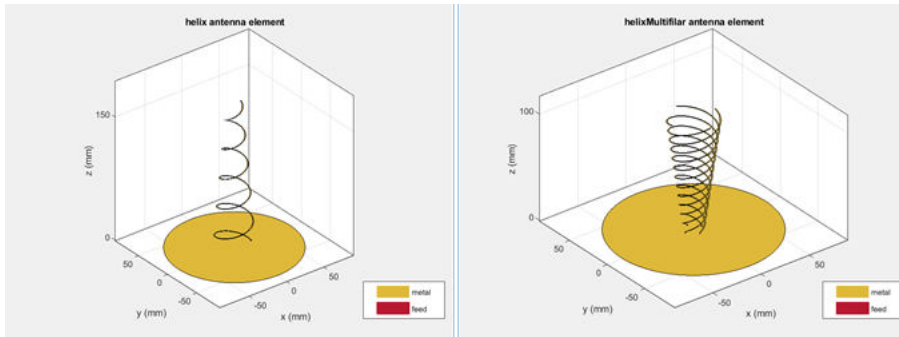 helix antenna element
150
0
z (mm)
50
0
-50
y (mm)
-50
0
50
x (mm)
metal
feed
helixMultifilar antenna element
100
50
0
z (mm)
50
0
-50
y (mm)
-50
0
50
x (mm)
metal
feed